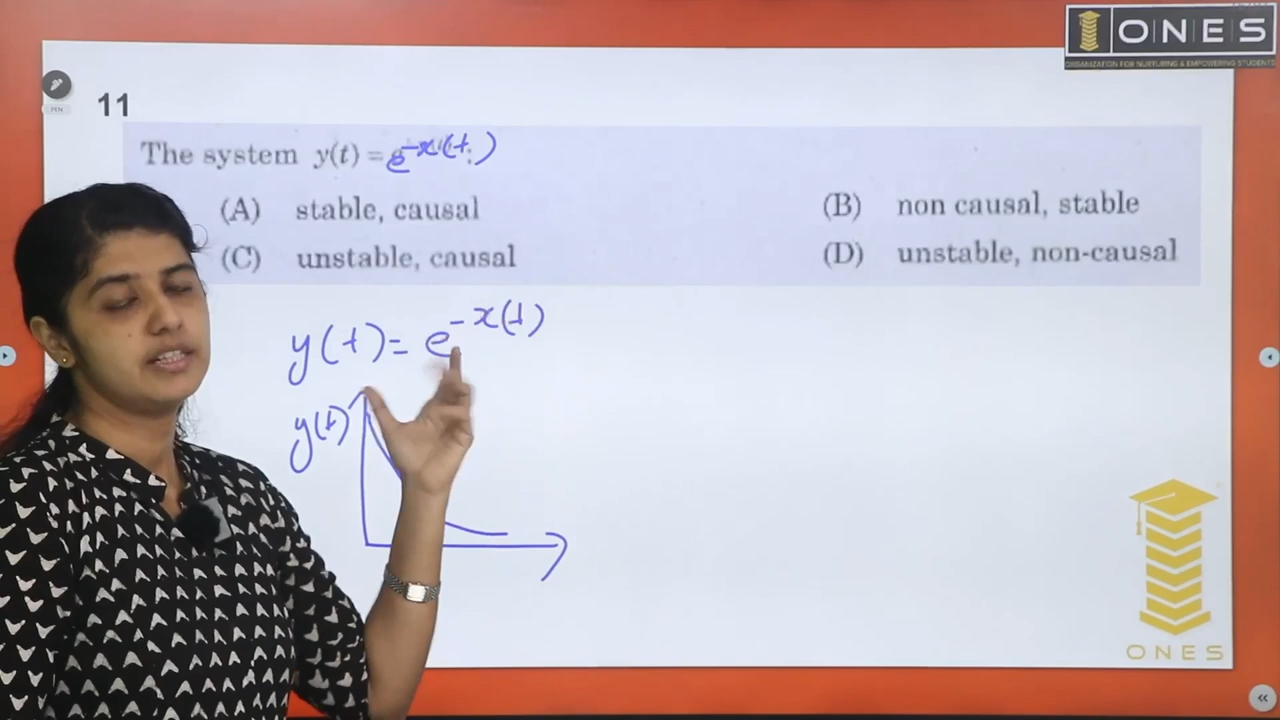 ONES
ORGANIZATION FOR NURTURING & EMPOWERING STUDENTS
PEN
11
The system y(t) = e^{-x(t)}
(A) stable, causal
(B) non causal, stable
(C) unstable, causal
(D) unstable, non-causal
y(t) = e^{-x(t)}
y(t)
ONES